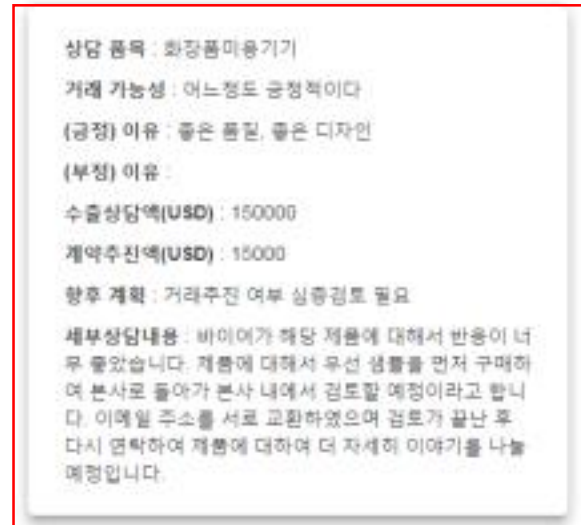 상담 품목 : 화장품미용기기
거래 가능성 : 어느정도 긍정적이다
(긍정) 이유 : 좋은 품질, 좋은 디자인
(부정) 이유 :
수출상담액(USD) : 150000
계약추진액(USD) : 15000
향후 계획 : 거래추진 여부 심층검토 필요
세부상담내용 : 바이어가 해당 제품에 대해서 반응이 너
무 좋았습니다. 제품에 대해서 우선 샘플을 먼저 구매하
여 본사로 돌아가 본사 내에서 검토할 예정이라고 합니
다. 이메일 주소를 서로 교환하였으며 검토가 끝난 후
다시 연락하여 제품에 대하여 더 자세히 이야기를 나눌
예정입니다.